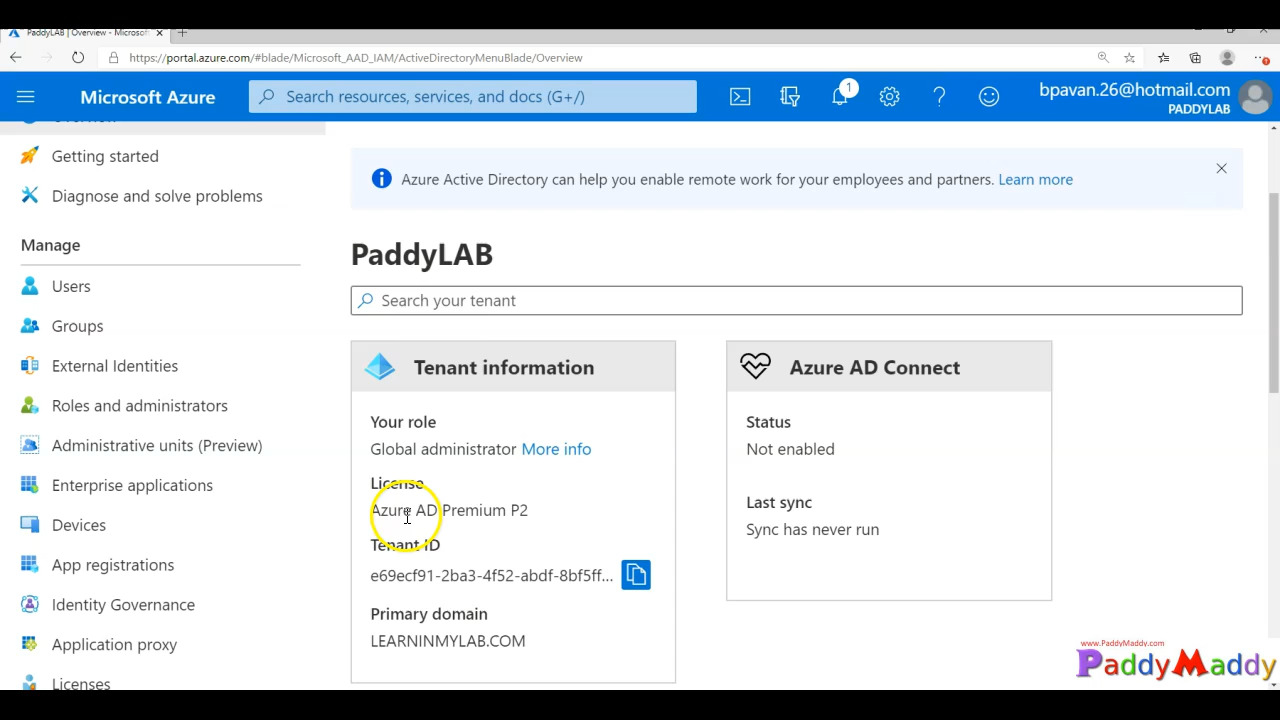 PaddyLAB | Overview - Microsoft
https://portal.azure.com/#blade/Microsoft_AAD_IAM/ActiveDirectoryMenuBlade/Overview
Microsoft Azure
Search resources, services, and docs (G+/)
1
bpavan.26@hotmail.com
PADDYLAB
Overview
Getting started
Diagnose and solve problems
Manage
Users
Groups
External Identities
Roles and administrators
Administrative units (Preview)
Enterprise applications
Devices
App registrations
Identity Governance
Application proxy
Licenses
Azure Active Directory can help you enable remote work for your employees and partners. Learn more
PaddyLAB
Search your tenant
Tenant information
Your role
Global administrator More info
License
Azure AD Premium P2
Tenant ID
e69ecf91-2ba3-4f52-abdf-8bf5ff...
Primary domain
LEARNINMYLAB.COM
Azure AD Connect
Status
Not enabled
Last sync
Sync has never run
www.PaddyMaddy.com
PaddyMaddy